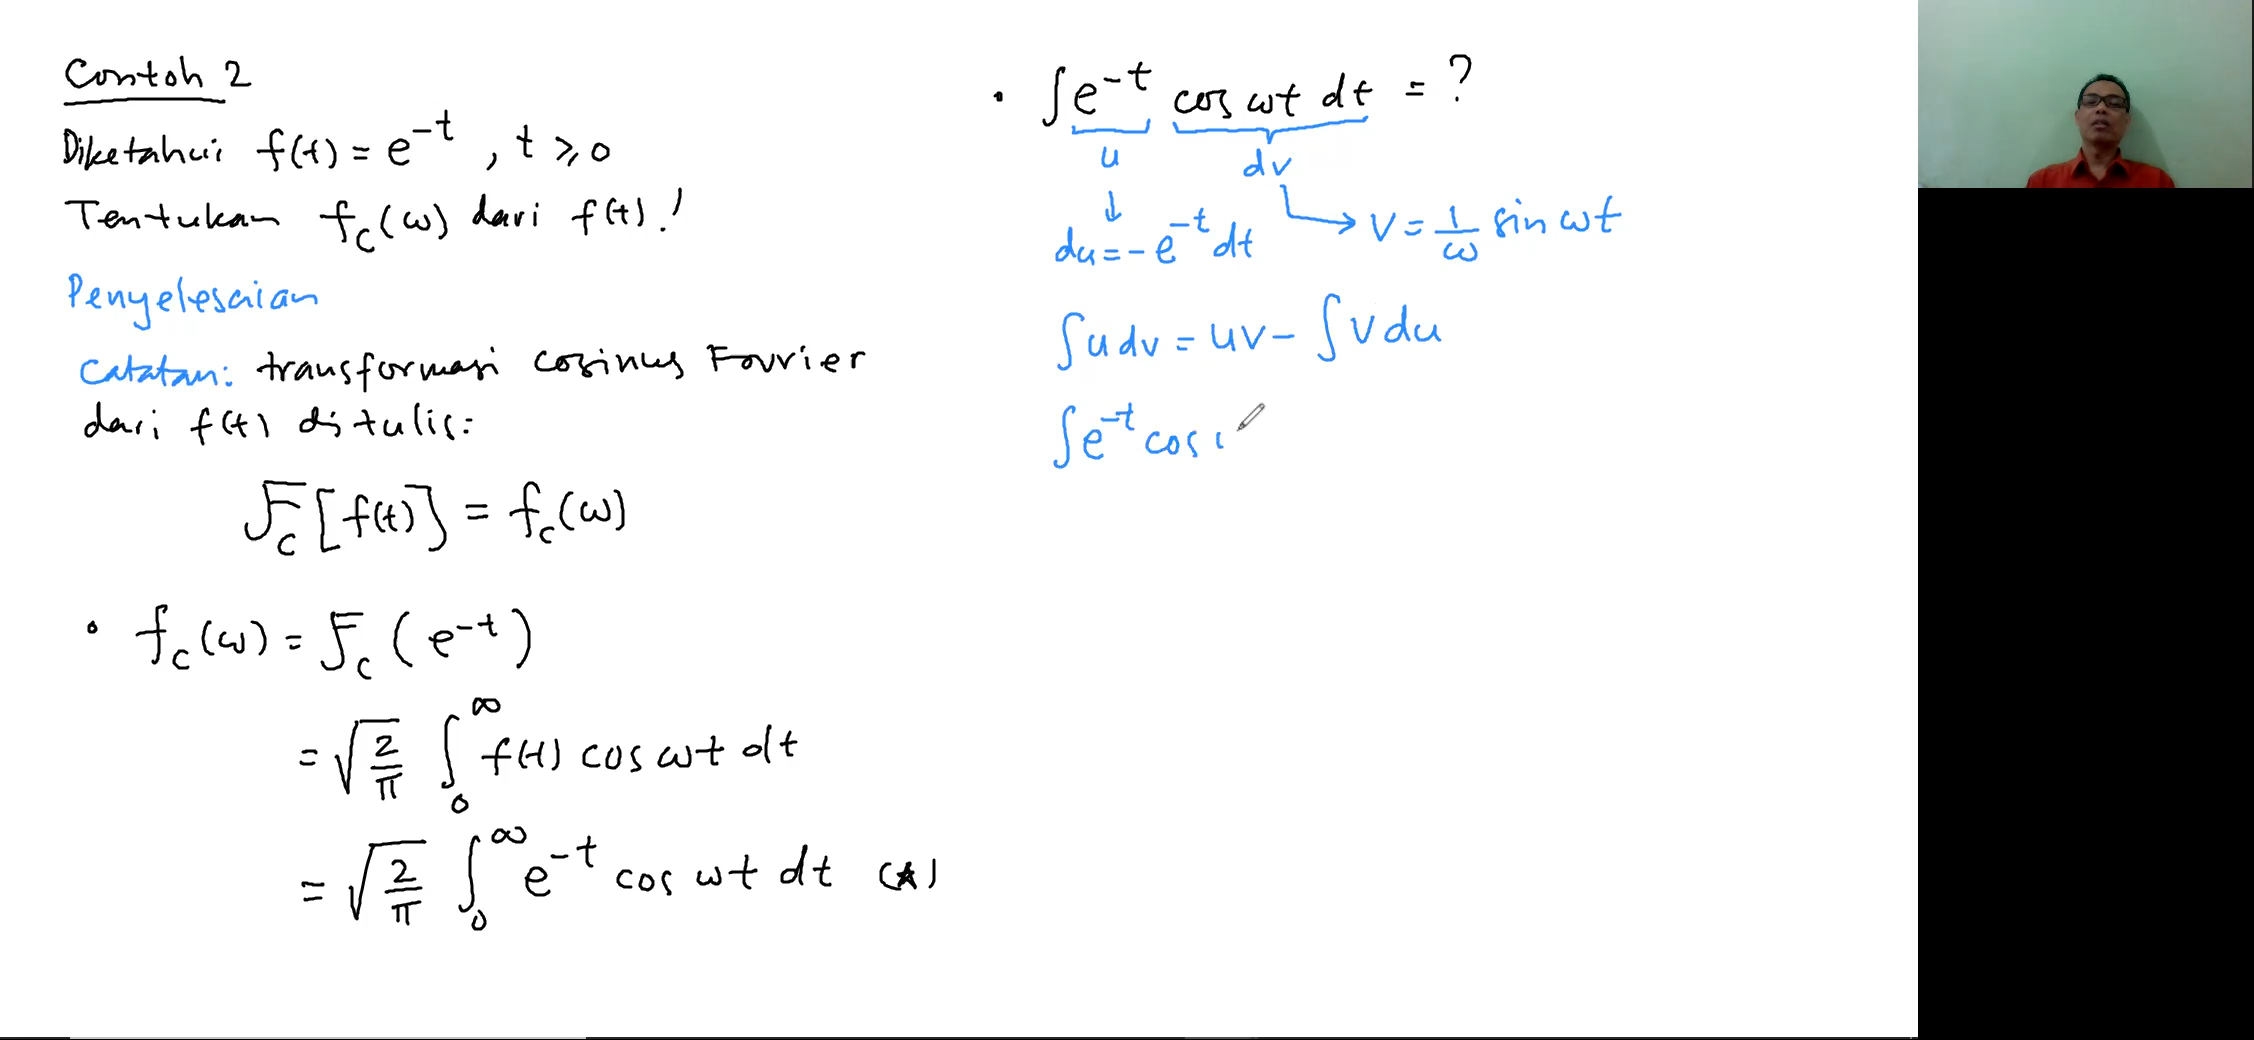 Contoh 2
Diketahui f(t) = e^{-t} , t ⩾ 0
Tentukan f_c(ω) dari f(t) !
Penyelesaian
Catatan: transformasi cosinus Fourier
dari f(t) ditulis:
ℱ_c [f(t)] = f_c(ω)
• f_c(ω) = ℱ_c (e^{-t})
= √(2/π) ∫_0^∞ f(t) cos ωt dt
= √(2/π) ∫_0^∞ e^{-t} cos ωt dt (★)
• ∫ e^{-t} cos ωt dt = ?
u dv
↓
du = - e^{-t} dt → v = 1/ω sin ωt
∫ u dv = uv - ∫ v du
∫ e^{-t} cos